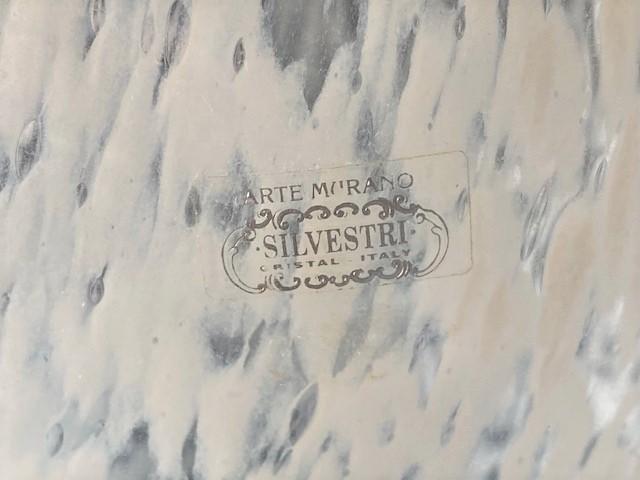 ARTE MURANO
·SILVESTRI·
CRISTAL - ITALY